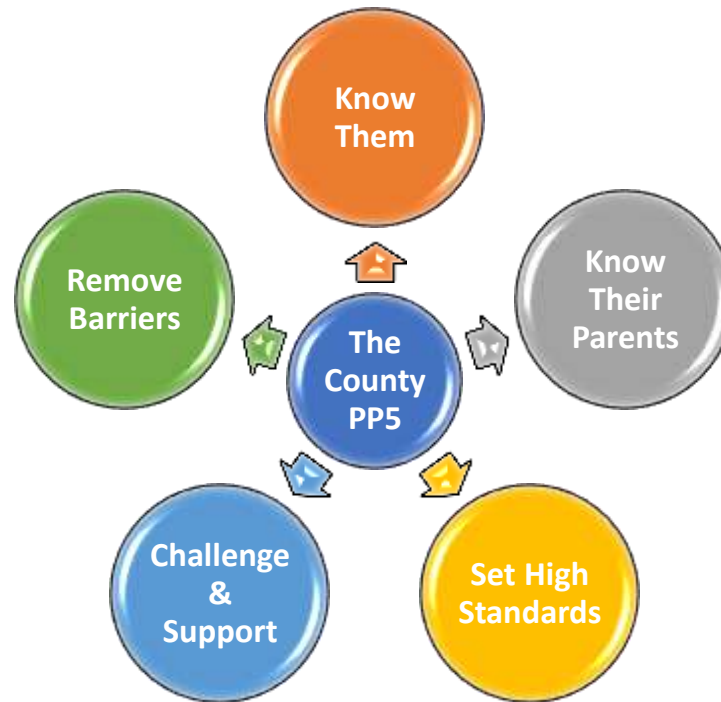 Know
Them
Know
Their
Parents
Set High
Standards
Challenge
&
Support
Remove
Barriers
The
County
PP5